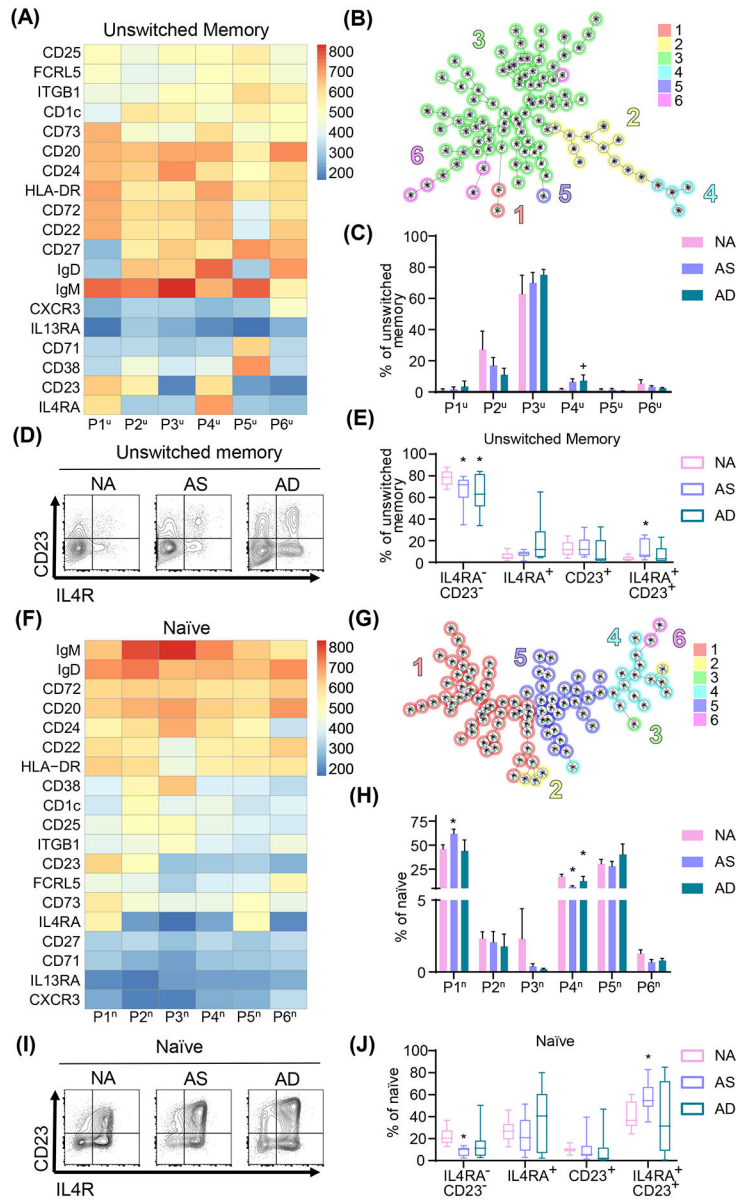 (A)
Unswitched Memory
CD25
FCRL5
ITGB1
CD1c
CD73
CD20
CD24
HLA-DR
CD72
CD22
CD27
IgD
IgM
CXCR3
IL13RA
CD71
CD38
CD23
IL4RA
P1ᵘ P2ᵘ P3ᵘ P4ᵘ P5ᵘ P6ᵘ
800
700
600
500
400
300
200
(B)
1
2
3
4
5
6
3
2
6
5
4
1
(C)
% of unswitched
memory
100
80
60
40
20
0
+
P1ᵘ P2ᵘ P3ᵘ P4ᵘ P5ᵘ P6ᵘ
NA
AS
AD
(D)
Unswitched memory
NA AS AD
CD23
IL4R
(E)
Unswitched Memory
% of unswitched
memory
100
80
60
40
20
0
* * *
IL4RA⁻
CD23⁻
IL4RA⁺
CD23⁺
IL4RA⁺
CD23⁺
NA
AS
AD
(F)
Naïve
IgM
IgD
CD72
CD20
CD24
CD22
HLA−DR
CD38
CD1c
CD25
ITGB1
CD23
FCRL5
CD73
IL4RA
CD27
CD71
IL13RA
CXCR3
P1ⁿ P2ⁿ P3ⁿ P4ⁿ P5ⁿ P6ⁿ
800
700
600
500
400
300
200
(G)
1
2
3
4
5
6
1
5
4
6
3
2
(H)
% of naïve
75
50
25
5
0
* * *
P1ⁿ P2ⁿ P3ⁿ P4ⁿ P5ⁿ P6ⁿ
NA
AS
AD
(I)
Naïve
NA AS AD
CD23
IL4R
(J)
Naïve
% of naïve
100
80
60
40
20
0
* *
IL4RA⁻
CD23⁻
IL4RA⁺
CD23⁺
IL4RA⁺
CD23⁺
NA
AS
AD